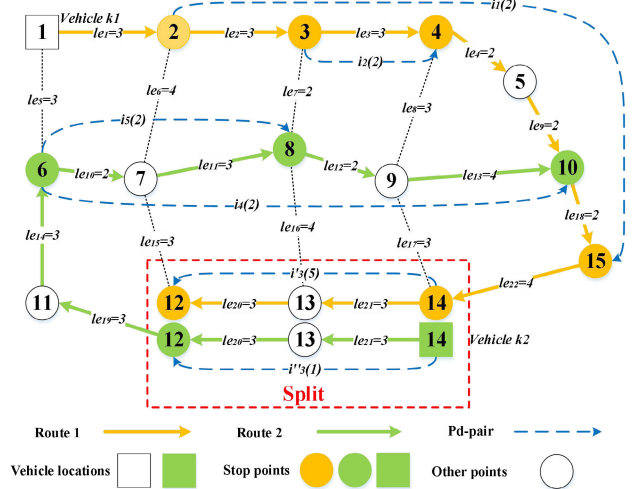 Vehicle k1
i1(2)
1
le1=3
2
le2=3
3
le3=3
4
le4=2
i2(2)
5
le5=3
le6=4
le7=2
le8=3
le9=2
i5(2)
6
le10=2
7
le11=3
8
le12=2
9
le13=4
10
i4(2)
le14=3
le15=3
le16=4
le17=3
le18=2
15
i'3(5)
le22=4
11
12
le20=3
13
le21=3
14
le19=3
12
le20=3
13
le21=3
14
Vehicle k2
i''3(1)
Split
Route 1
Route 2
Pd-pair
Vehicle locations
Stop points
Other points